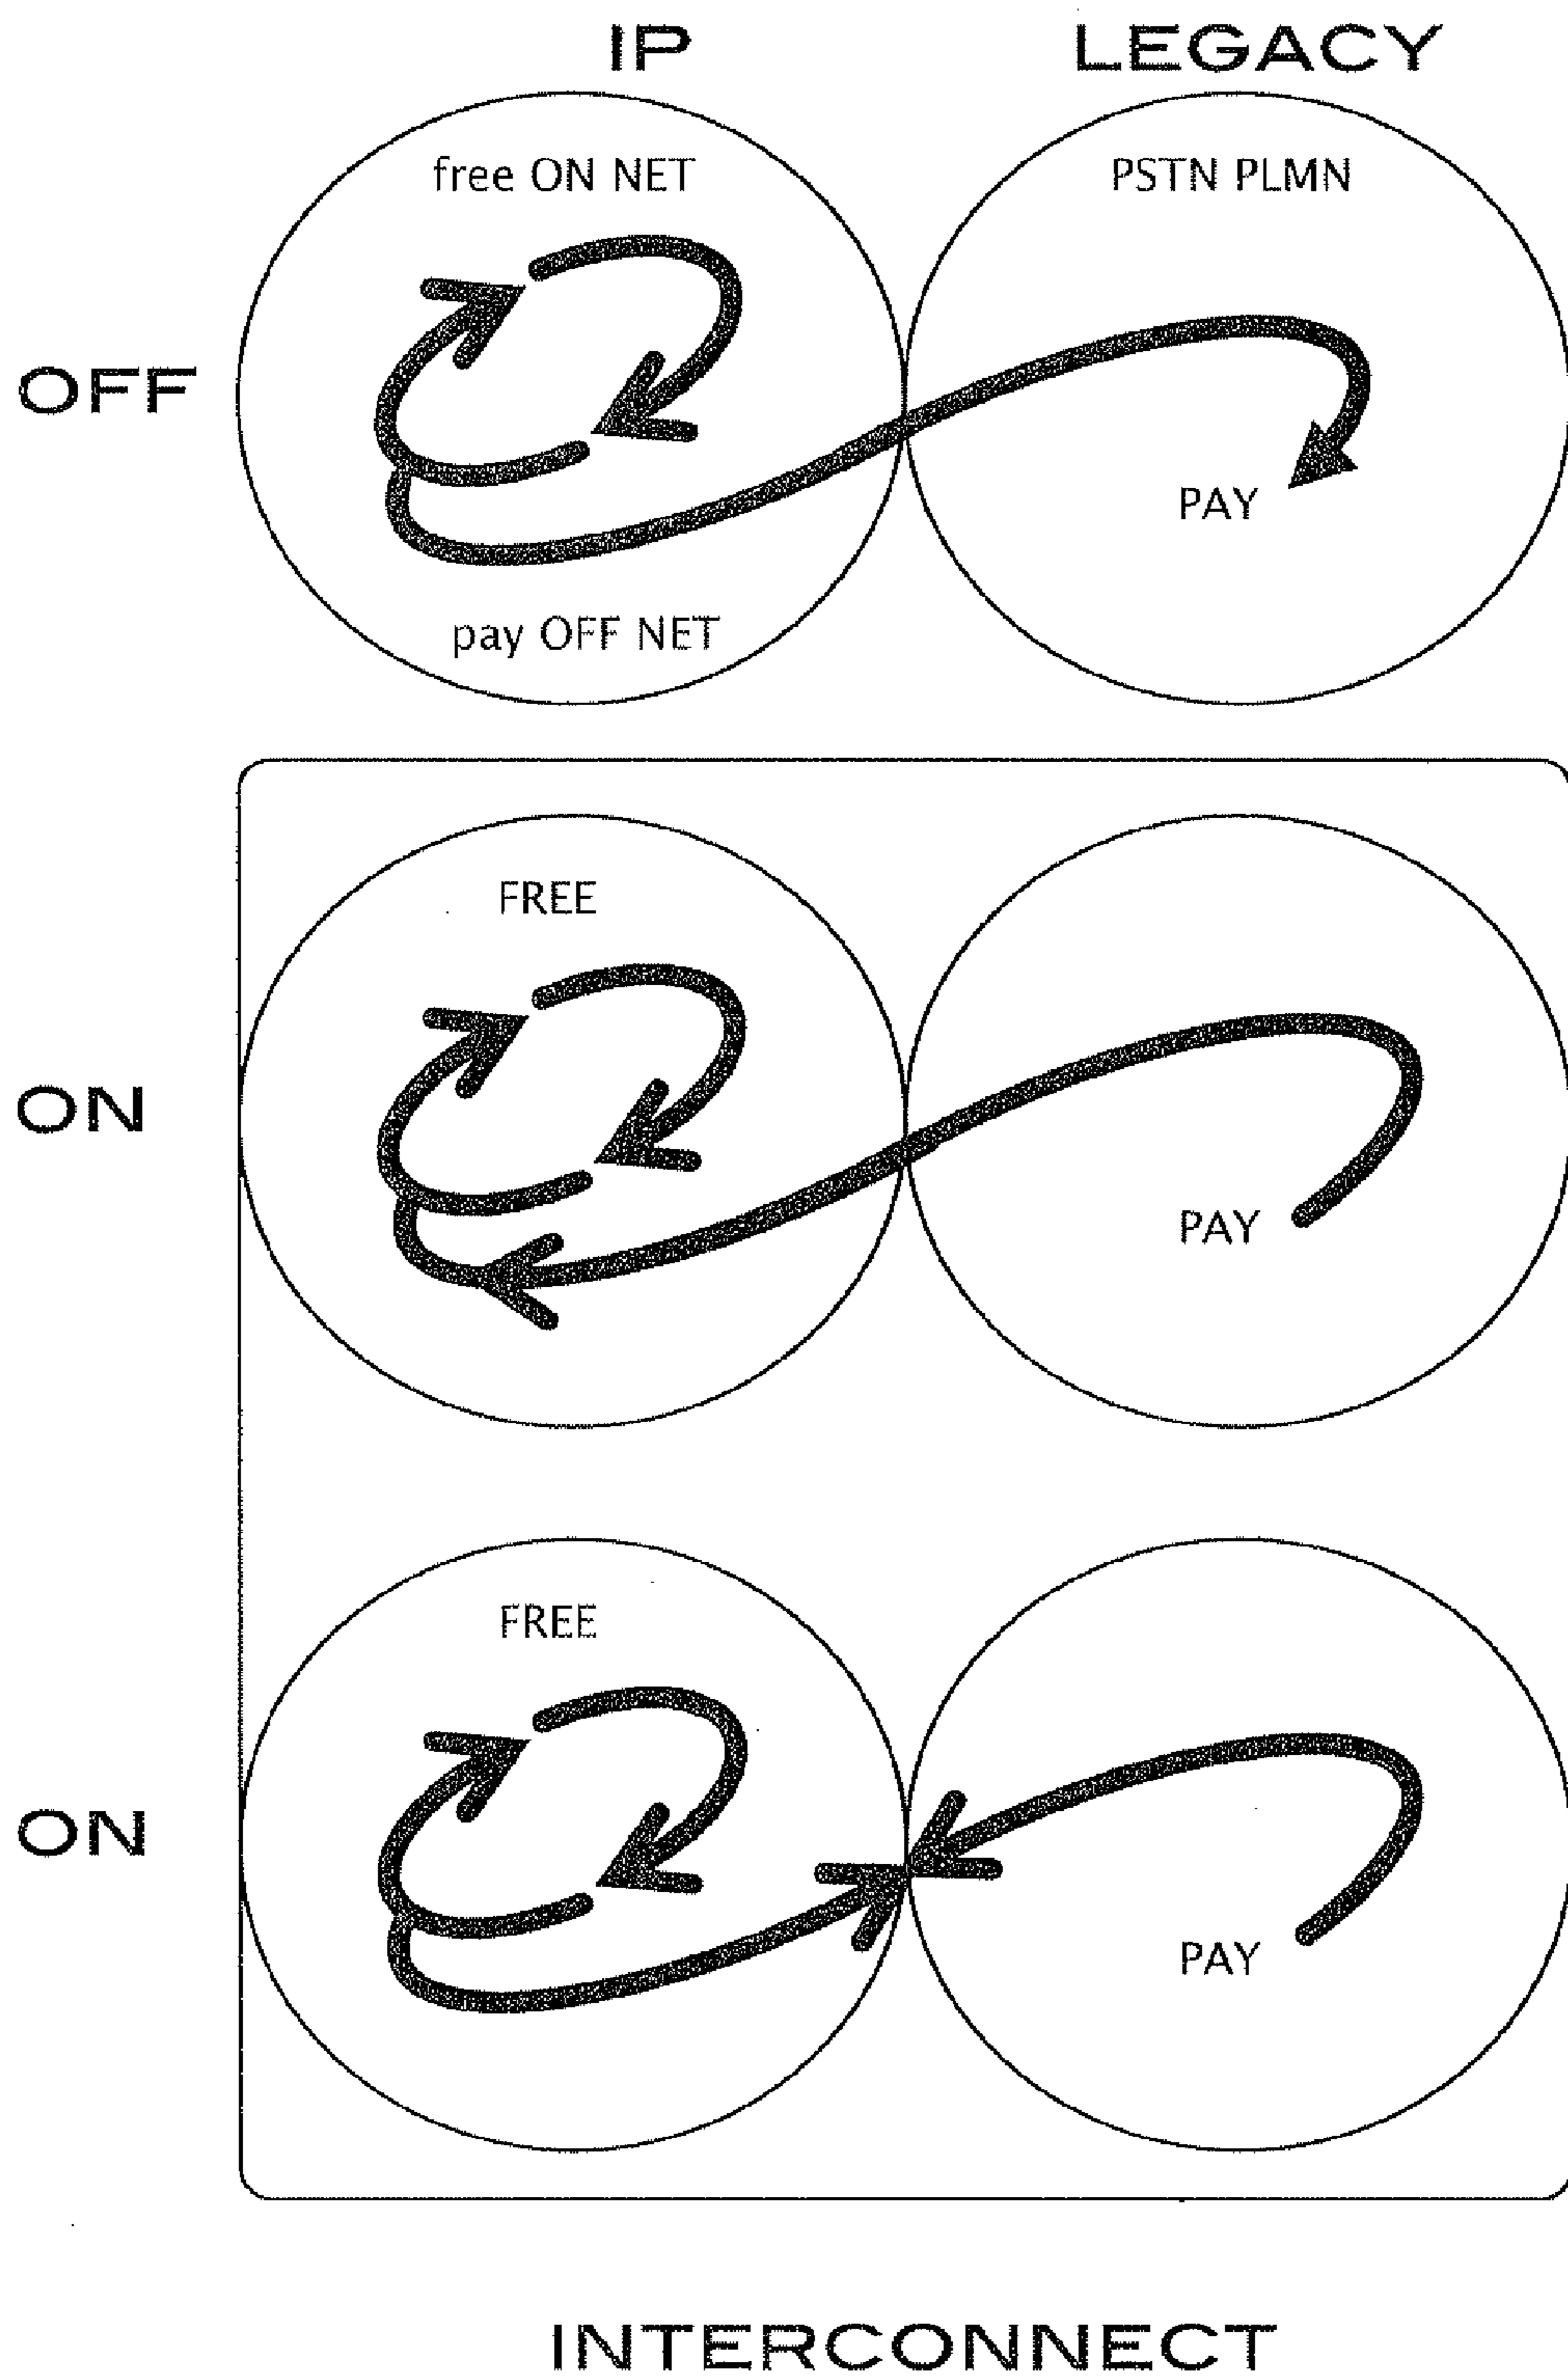 IP LEGACY
free ON NET PSTN PLMN
OFF
PAY
pay OFF NET
FREE
ON
PAY
FREE
ON
PAY
INTERCONNECT